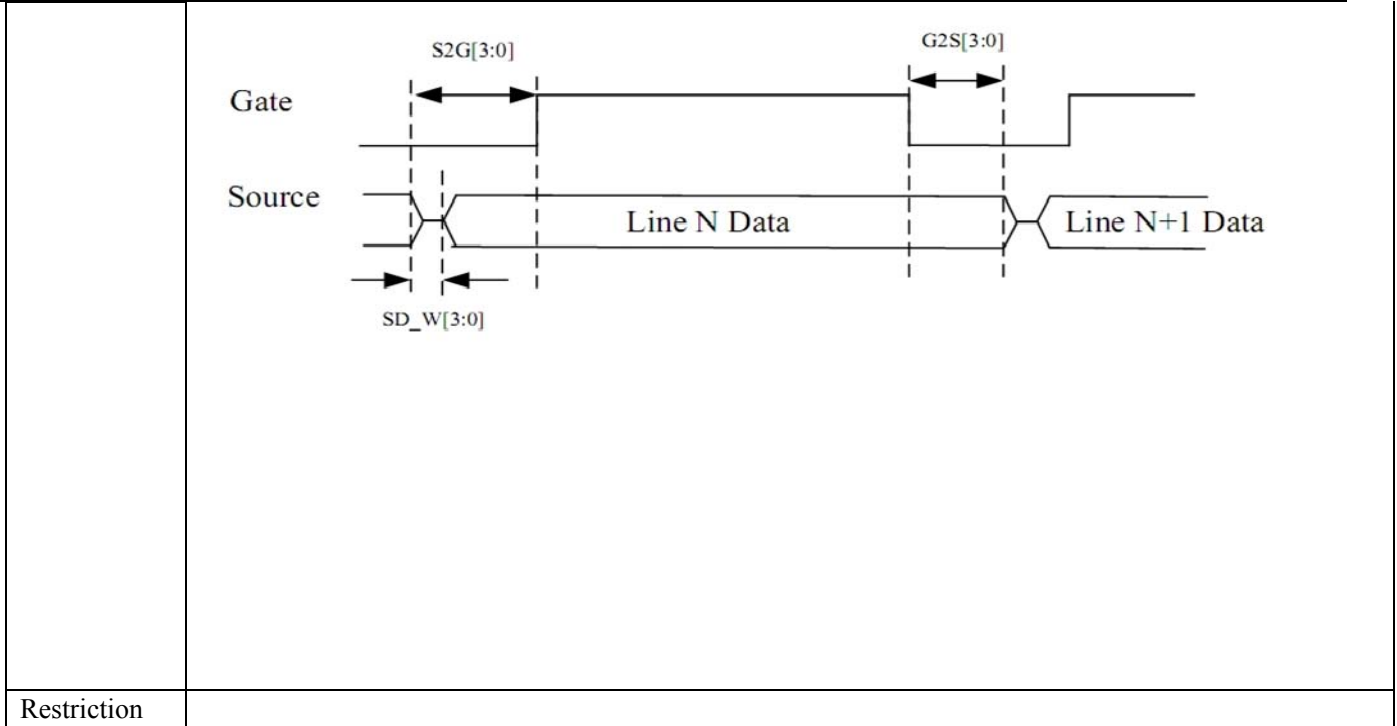 S2G[3:0]
G2S[3:0]
Gate
Source
Line N Data
Line N+1 Data
SD_W[3:0]
Restriction